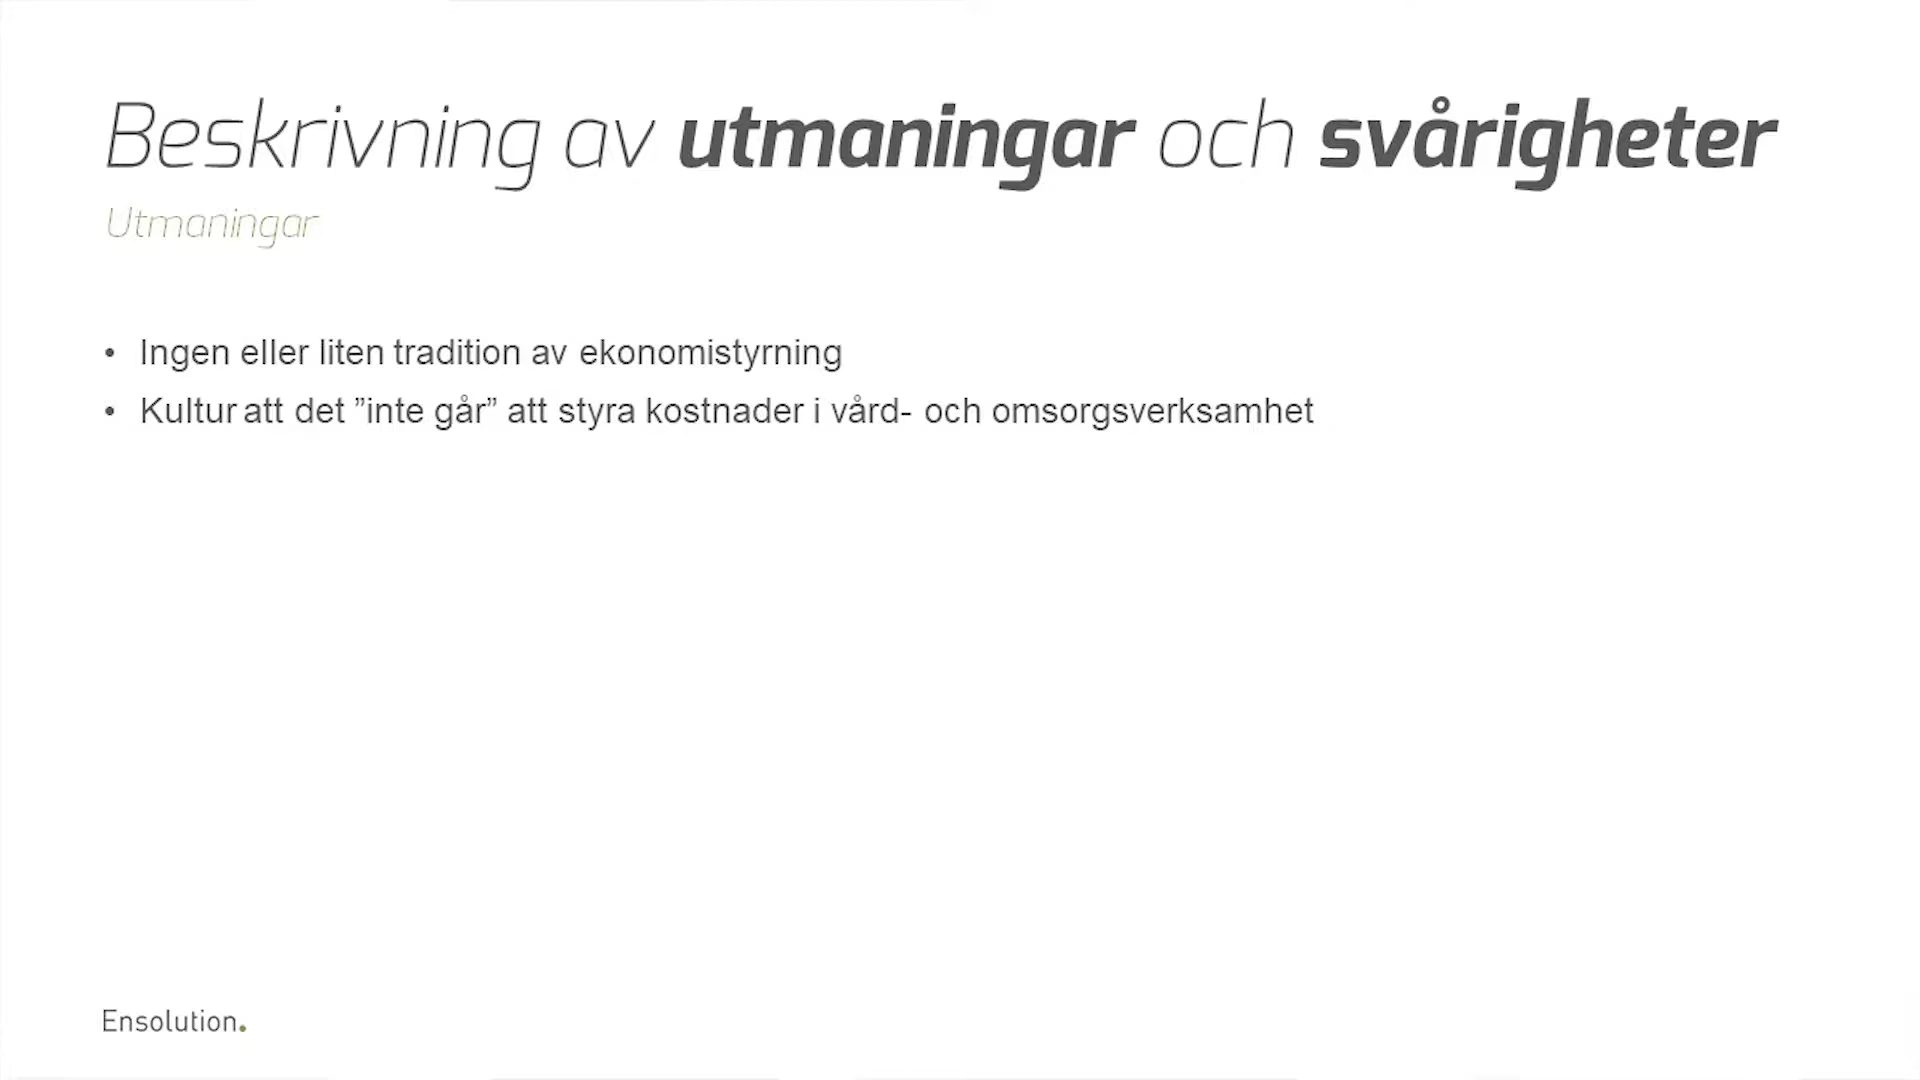 Beskrivning av utmaningar och svårigheter
Utmaningar
• Ingen eller liten tradition av ekonomistyrning
• Kultur att det ”inte går” att styra kostnader i vård- och omsorgsverksamhet
Ensolution.